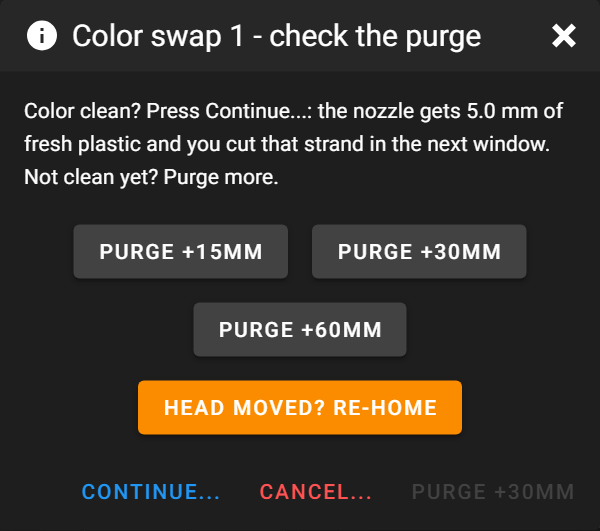 Color swap 1 - check the purge
Color clean? Press Continue...: the nozzle gets 5.0 mm of
fresh plastic and you cut that strand in the next window.
Not clean yet? Purge more.
PURGE +15MM
PURGE +30MM
PURGE +60MM
HEAD MOVED? RE-HOME
CONTINUE...
CANCEL...
PURGE +30MM